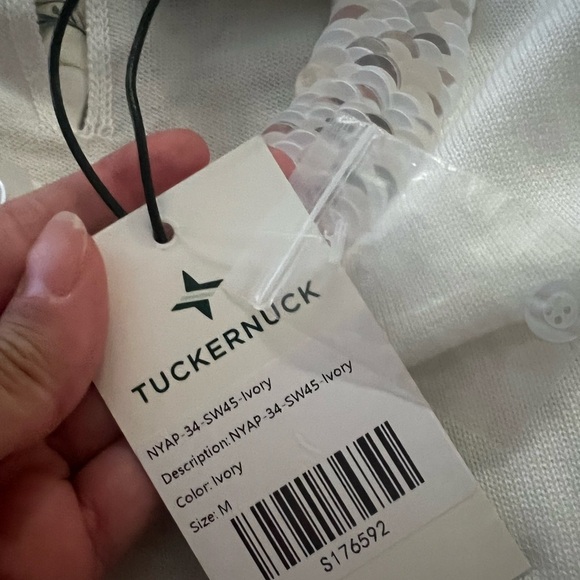 TUCKERNUCK
NYAP-34-SW45-Ivory
Description: NYAP-34-SW45-Ivory
Color: Ivory
Size: M
S176592